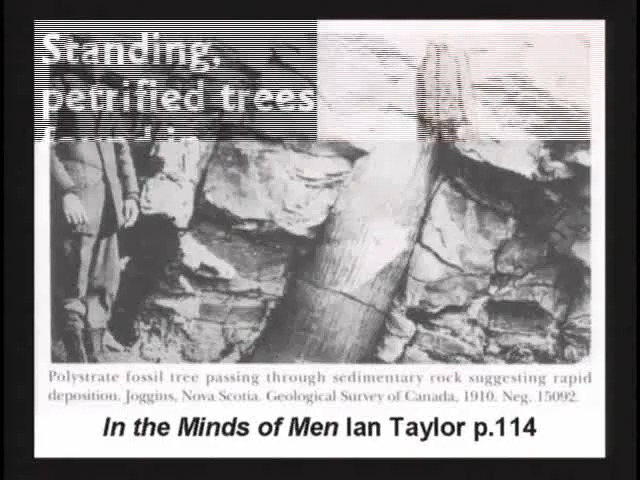 Standing,
petrified trees
Polystrate fossil tree passing through sedimentary rock suggesting rapid
deposition. Joggins, Nova Scotia. Geological Survey of Canada, 1910. Neg. 15092.
In the Minds of Men Ian Taylor p.114